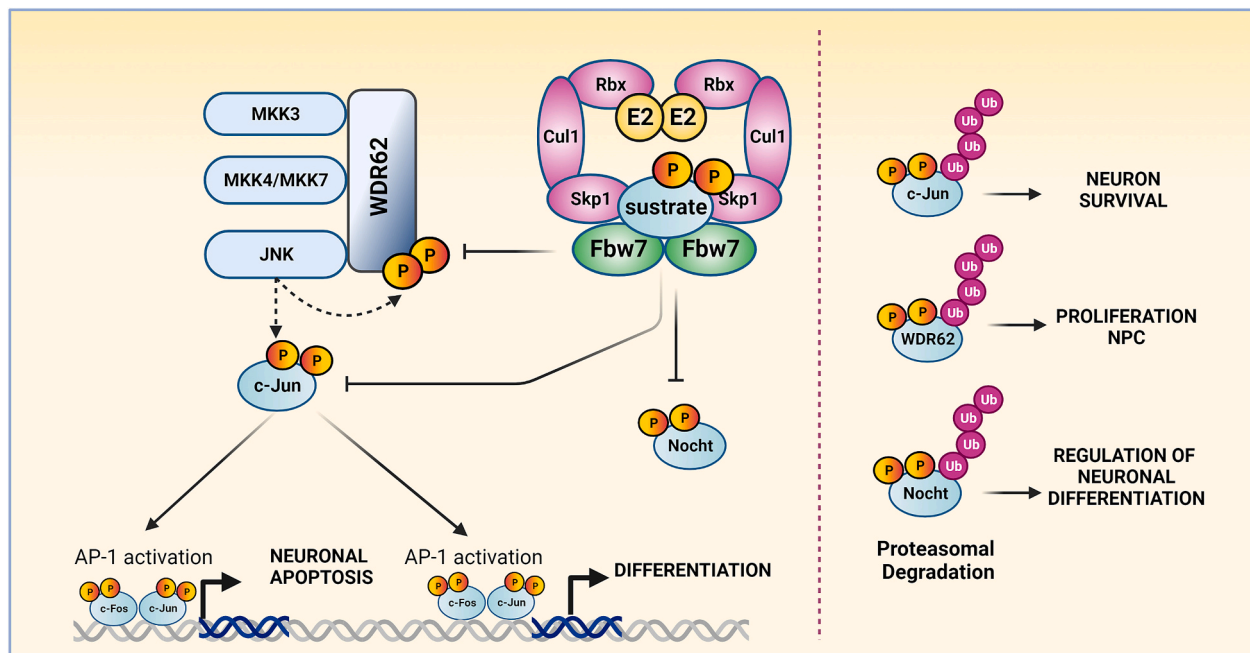 MKK3
MKK4/MKK7
JNK
WDR62
P
P
c-Jun
P
P
Rbx
Rbx
E2
E2
Cul1
Cul1
P
P
Skp1
sustrate
Skp1
Fbw7
Fbw7
P
P
Nocht
AP-1 activation
P
P
P
P
c-Fos
c-Jun
NEURONAL
APOPTOSIS
AP-1 activation
P
P
P
P
c-Fos
c-Jun
DIFFERENTIATION
Ub
Ub
Ub
Ub
P
P
c-Jun
NEURON
SURVIVAL
Ub
Ub
Ub
Ub
P
P
WDR62
PROLIFERATION
NPC
Ub
Ub
Ub
Ub
P
P
Nocht
REGULATION OF
NEURONAL
DIFFERENTIATION
Proteasomal
Degradation